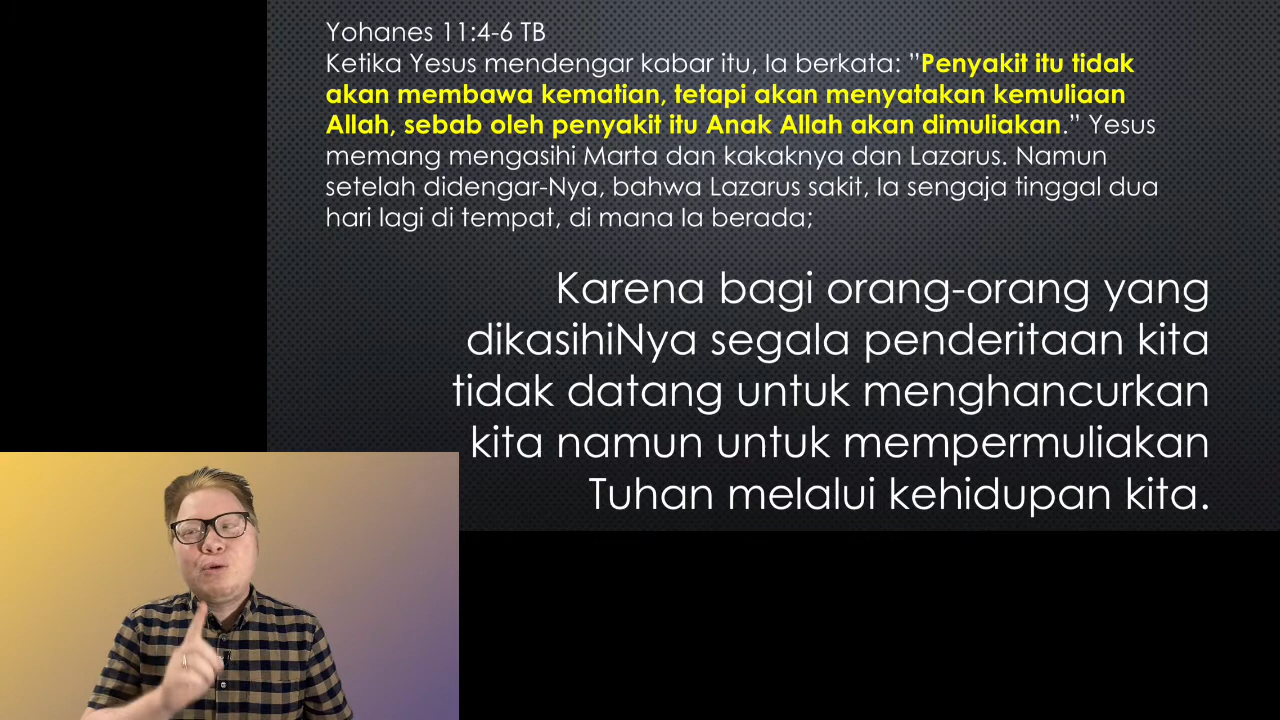 Yohanes 11:4-6 TB
Ketika Yesus mendengar kabar itu, Ia berkata: ”Penyakit itu tidak
akan membawa kematian, tetapi akan menyatakan kemuliaan
Allah, sebab oleh penyakit itu Anak Allah akan dimuliakan.” Yesus
memang mengasihi Marta dan kakaknya dan Lazarus. Namun
setelah didengar-Nya, bahwa Lazarus sakit, Ia sengaja tinggal dua
hari lagi di tempat, di mana Ia berada;
Karena bagi orang-orang yang
dikasihiNya segala penderitaan kita
tidak datang untuk menghancurkan
kita namun untuk mempermuliakan
Tuhan melalui kehidupan kita.